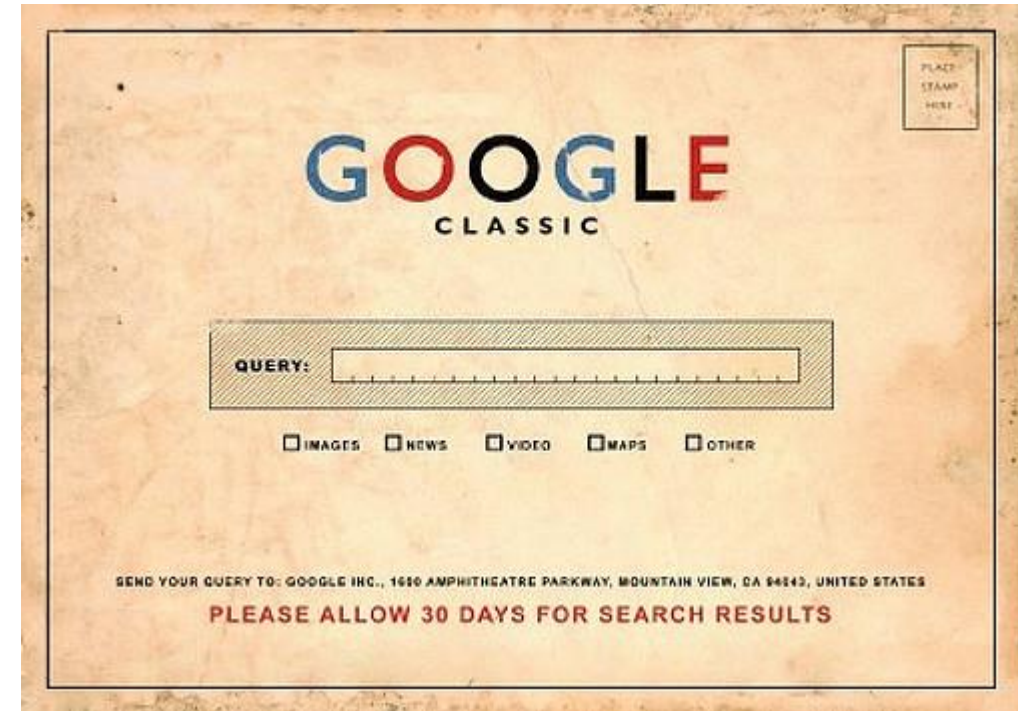 PLACE
STAMP
HERE
GOOGLE
CLASSIC
QUERY:
IMAGES NEWS VIDEO MAPS OTHER
SEND YOUR QUERY TO: GOOGLE INC., 1600 AMPHITHEATRE PARKWAY, MOUNTAIN VIEW, CA 94043, UNITED STATES
PLEASE ALLOW 30 DAYS FOR SEARCH RESULTS